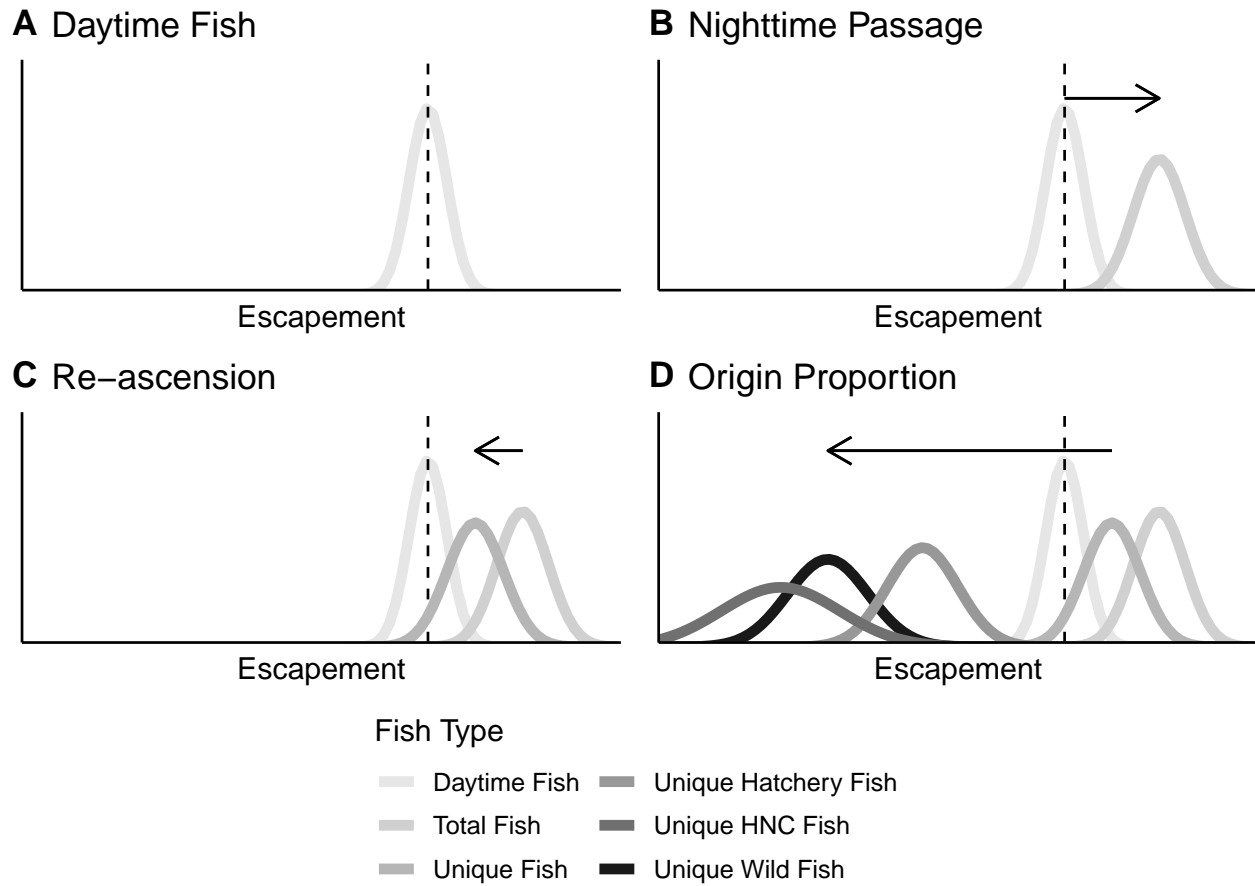 A Daytime Fish
B Nighttime Passage
Escapement
Escapement
C Re−ascension
D Origin Proportion
Escapement
Escapement
Fish Type
Daytime Fish
Unique Hatchery Fish
Total Fish
Unique HNC Fish
Unique Fish
Unique Wild Fish